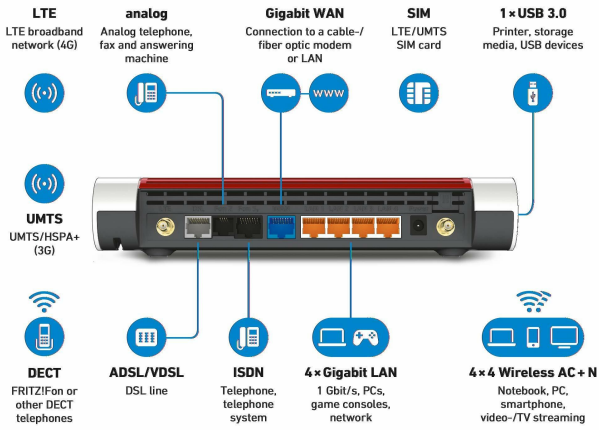 LTE
LTE broadband
network (4G)
analog
Analog telephone,
fax and answering
machine
Gigabit WAN
Connection to a cable-/
fiber optic modem
or LAN
SIM
LTE/UMTS
SIM card
1×USB 3.0
Printer, storage
media, USB devices
WWW
UMTS
UMTS/HSPA+
(3G)
DECT
FRITZ!Fon or
other DECT
telephones
ADSL/VDSL
DSL line
ISDN
Telephone,
telephone
system
4×Gigabit LAN
1 Gbit/s, PCs,
game consoles,
network
4×4 Wireless AC+N
Notebook, PC,
smartphone,
video-/TV streaming